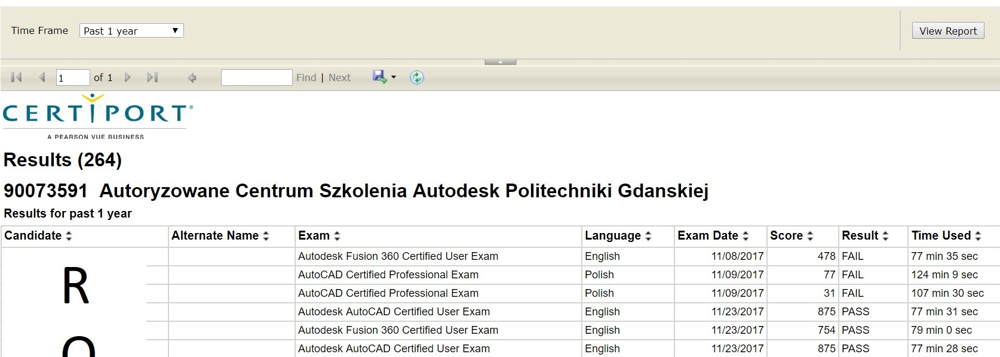 Time Frame Past 1 year View Report
1 of 1 Find | Next
CERTIPORT®
A PEARSON VUE BUSINESS
Results (264)
90073591 Autoryzowane Centrum Szkolenia Autodesk Politechniki Gdanskiej
Results for past 1 year
Candidate Alternate Name Exam Language Exam Date Score Result Time Used
Autodesk Fusion 360 Certified User Exam English 11/08/2017 478 FAIL 77 min 35 sec
R
AutoCAD Certified Professional Exam Polish 11/09/2017 77 FAIL 124 min 9 sec
AutoCAD Certified Professional Exam Polish 11/09/2017 31 FAIL 107 min 30 sec
Autodesk AutoCAD Certified User Exam English 11/23/2017 875 PASS 77 min 31 sec
Autodesk Fusion 360 Certified User Exam English 11/23/2017 754 PASS 79 min 0 sec
Autodesk AutoCAD Certified User Exam English 11/23/2017 875 PASS 77 min 28 sec